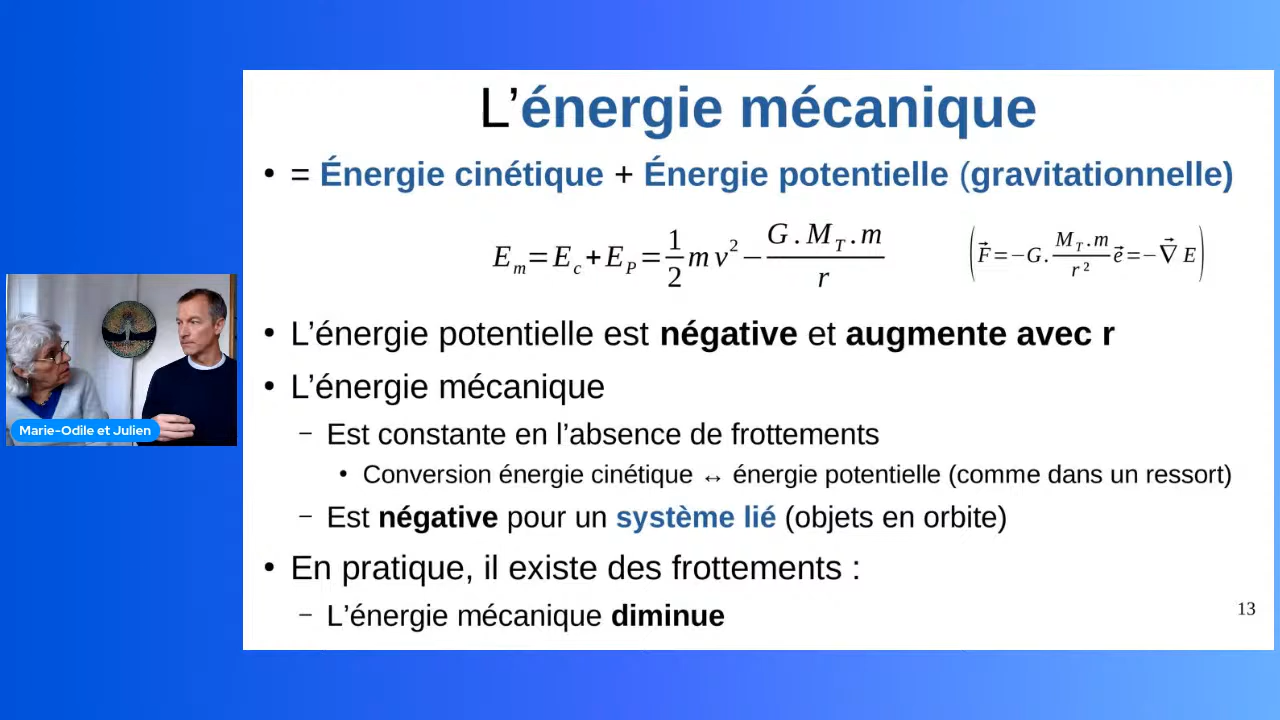 L’énergie mécanique
• = Énergie cinétique + Énergie potentielle (gravitationnelle)
E_m = E_c + E_P = 1/2 m v² − G . M_T . m / r
(F⃗ = −G . M_T . m / r² e⃗ = −∇⃗ E)
• L’énergie potentielle est négative et augmente avec r
• L’énergie mécanique
– Est constante en l’absence de frottements
• Conversion énergie cinétique ↔ énergie potentielle (comme dans un ressort)
– Est négative pour un système lié (objets en orbite)
• En pratique, il existe des frottements :
– L’énergie mécanique diminue
13
Marie-Odile et Julien